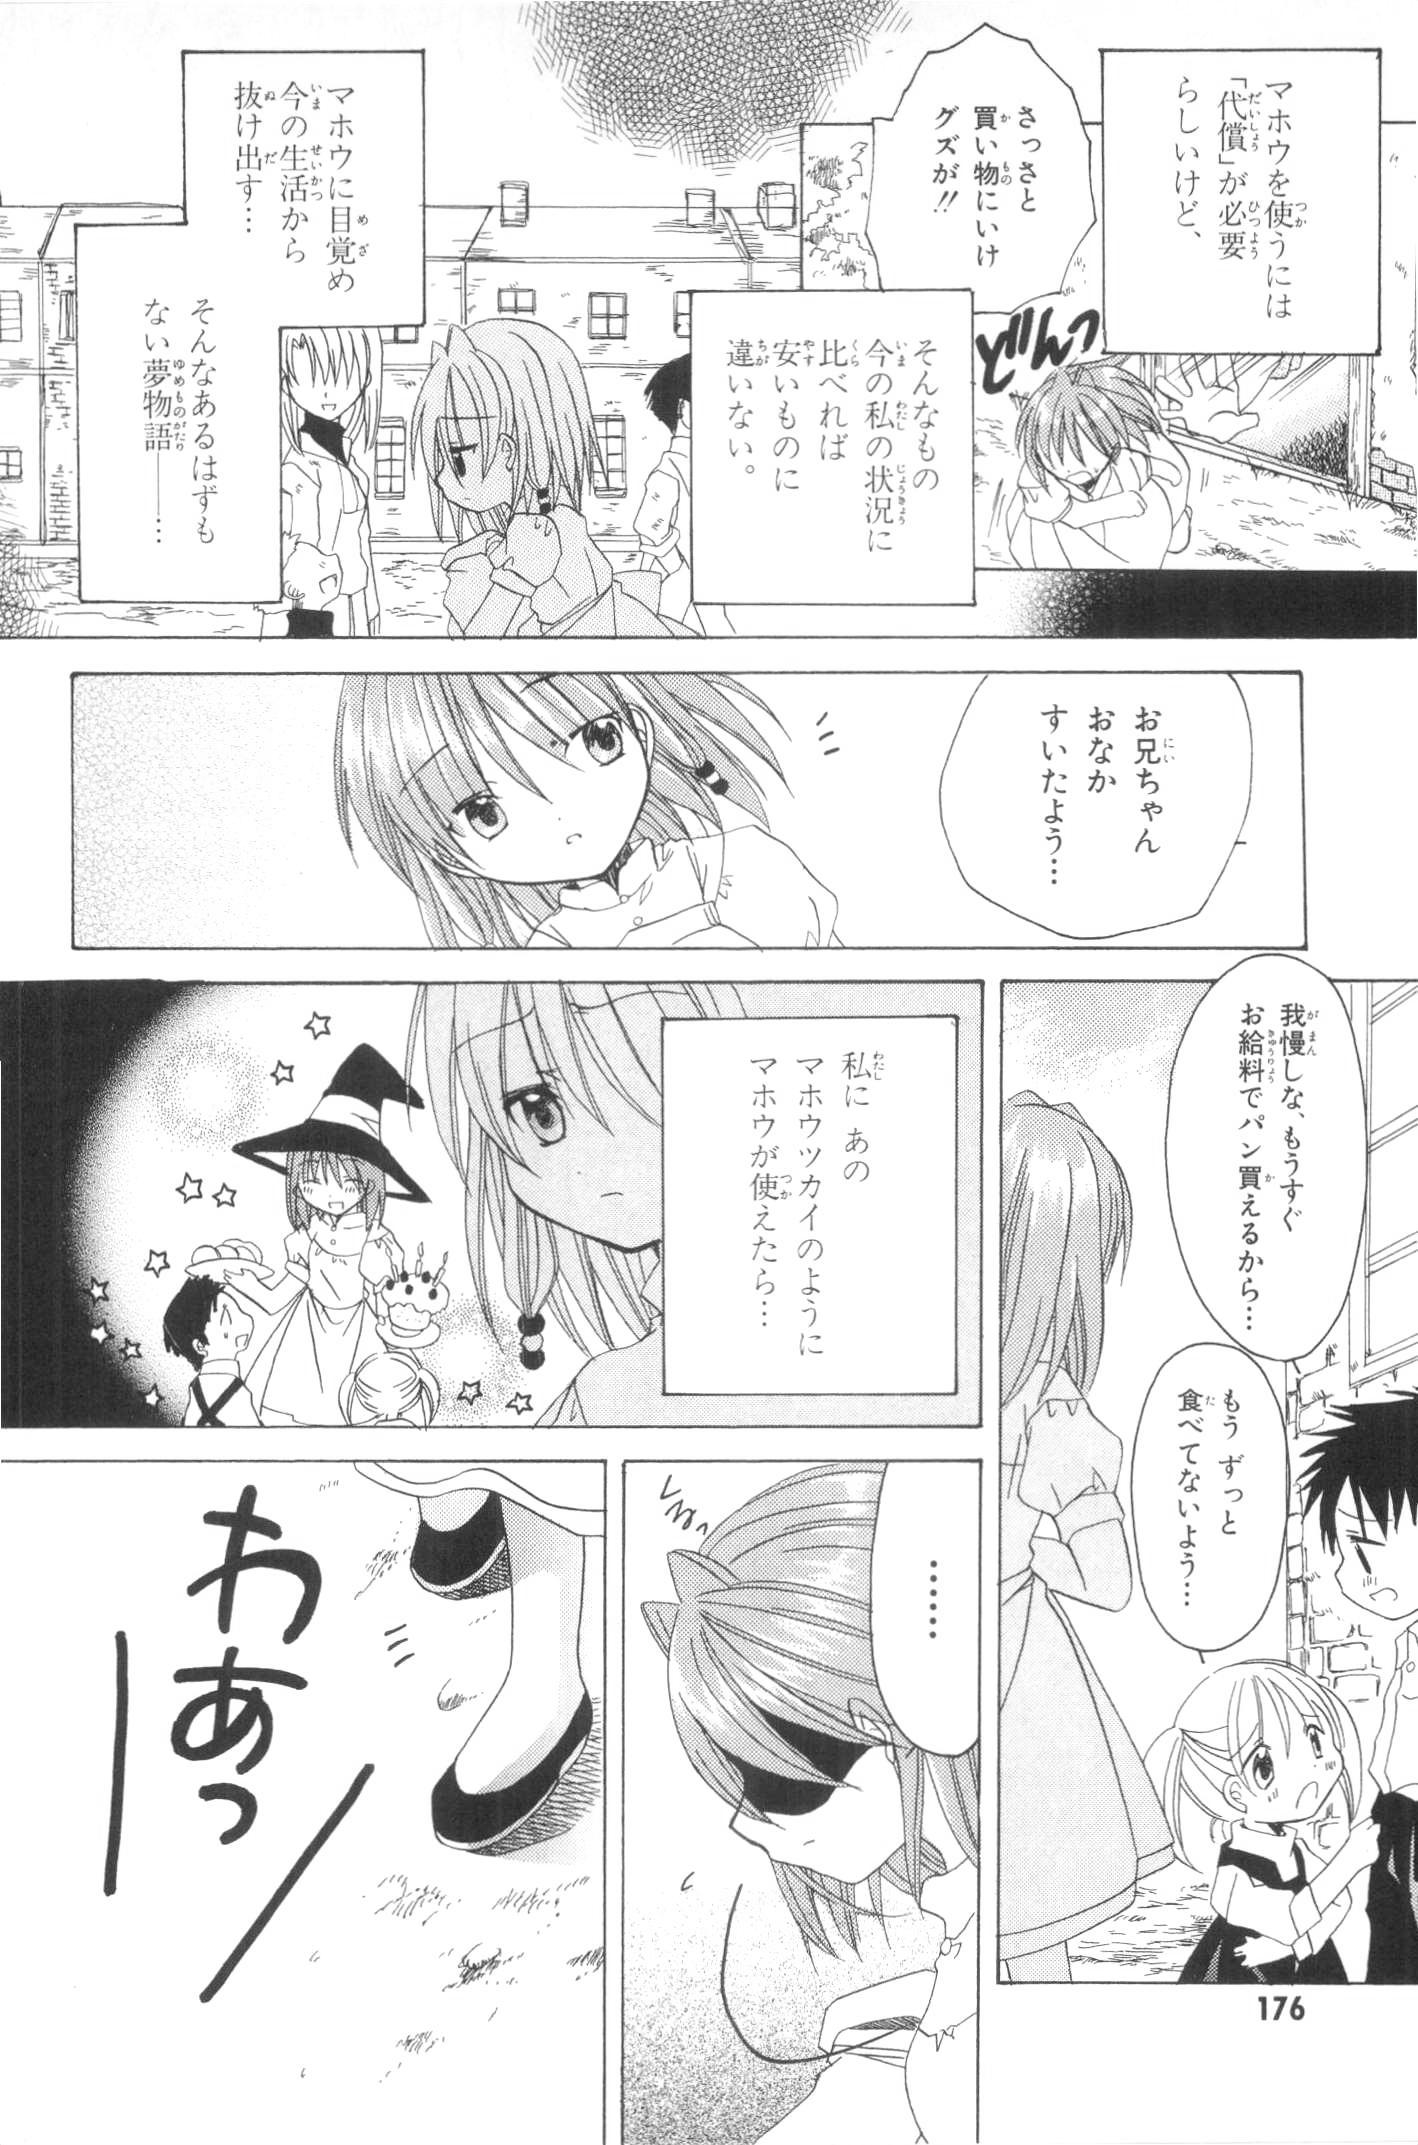 マホウを使うには
「代償」が必要
らしいけど、
さっさと
買い物にいけ
グズが!!
どんっ
そんなもの
今の私の状況に
比べれば
安いものに
違いない。
マホウに目覚め
今の生活から
抜け出す…
そんなあるはずも
ない夢物語――…
お兄ちゃん
おなか
すいたよう…
我慢しな、もうすぐ
お給料でパン買えるから…
もう ずっと
食べてないよう…
私に あの
マホウツカイのように
マホウが使えたら…
……
わあっ
176